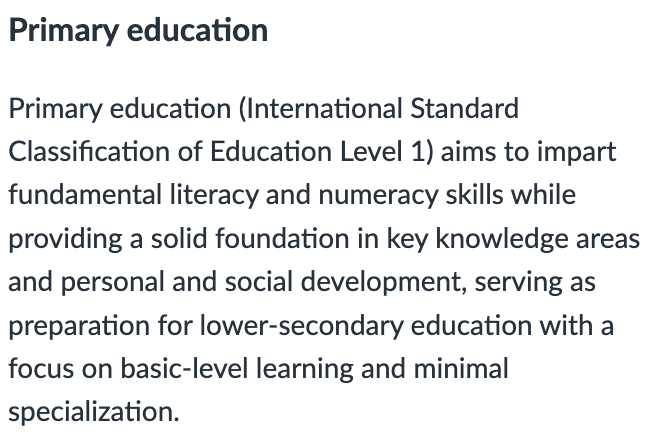 Primary education
Primary education (International Standard
Classification of Education Level 1) aims to impart
fundamental literacy and numeracy skills while
providing a solid foundation in key knowledge areas
and personal and social development, serving as
preparation for lower-secondary education with a
focus on basic-level learning and minimal
specialization.